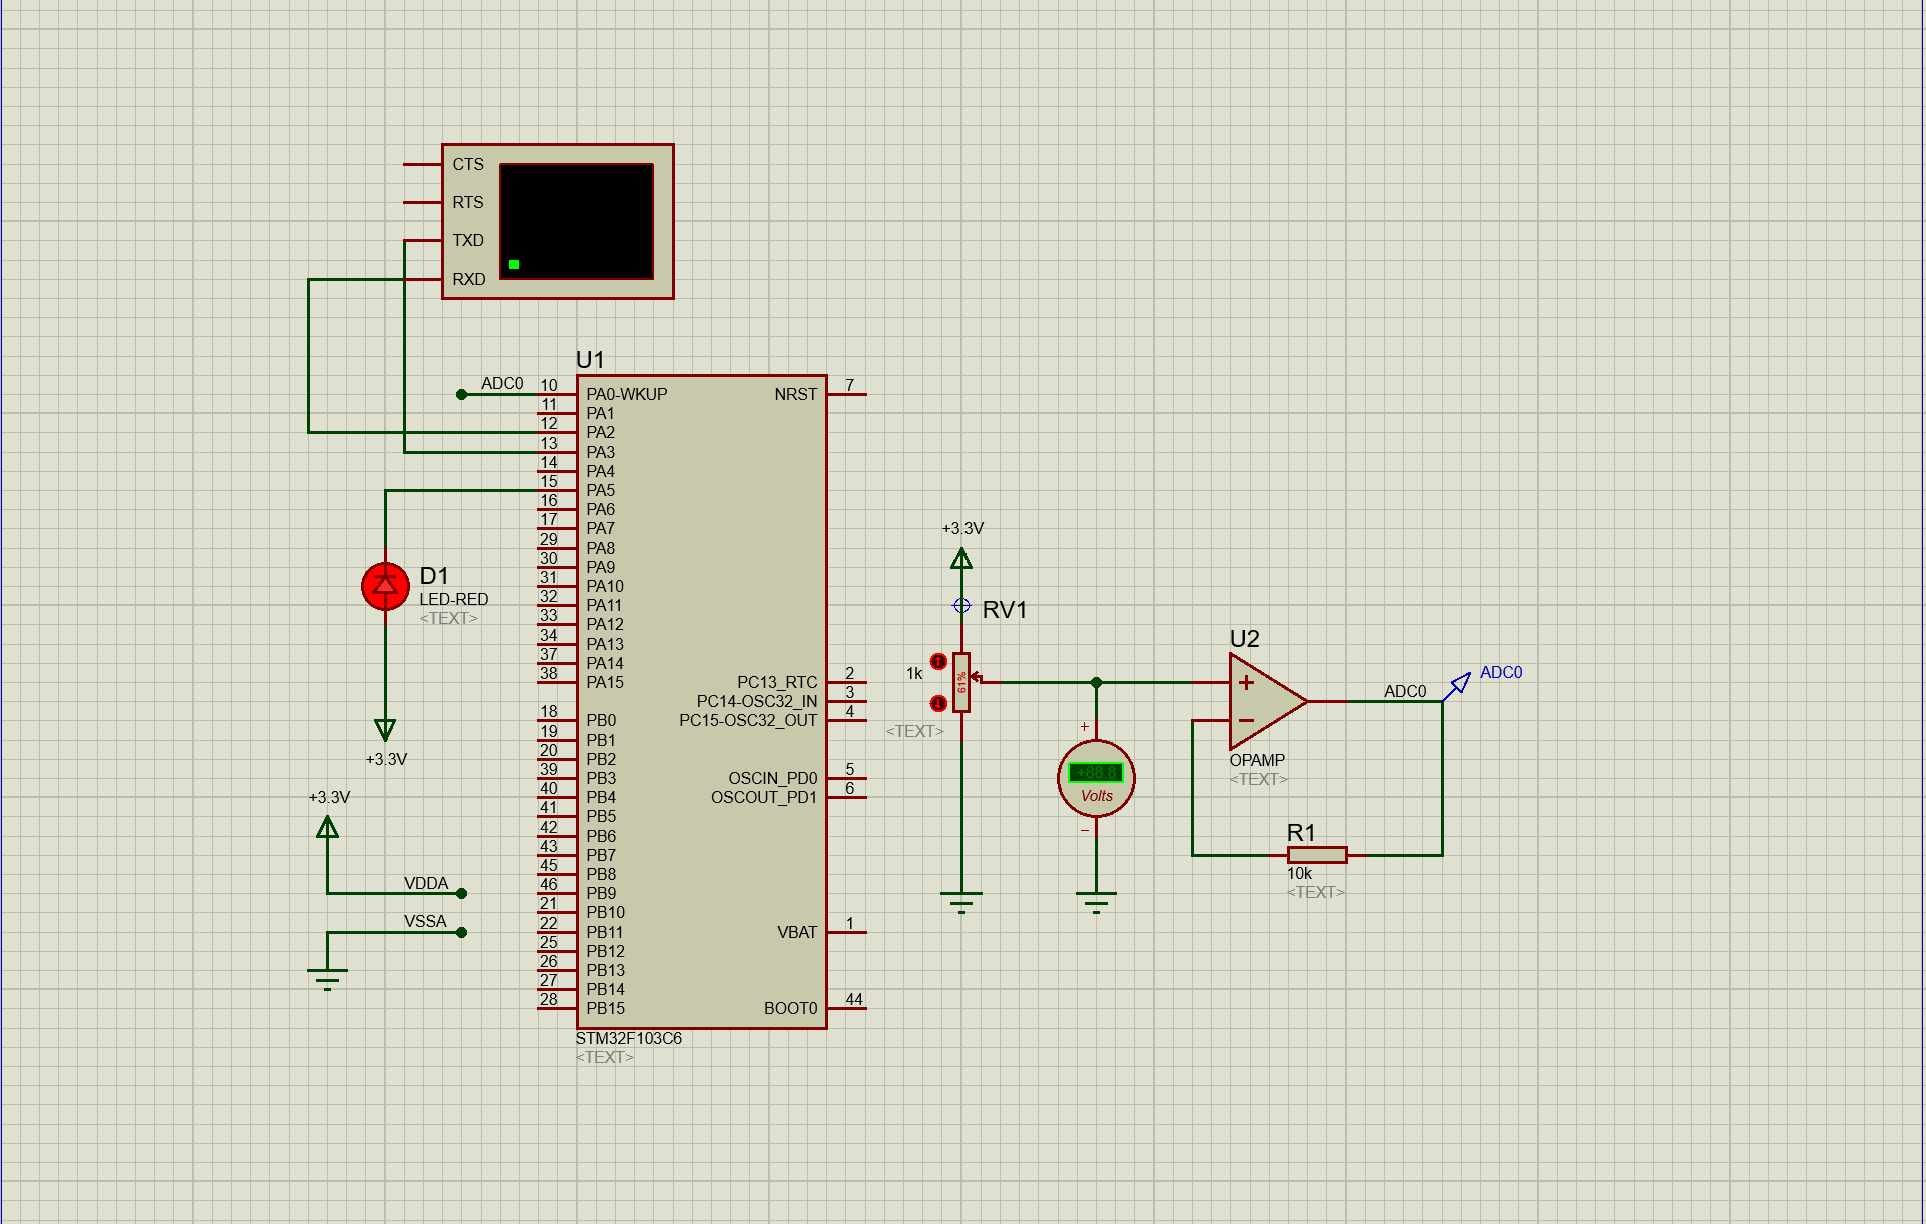 CTS
RTS
TXD
RXD
U1
ADC0
10 PA0-WKUP
11 PA1
12 PA2
13 PA3
14 PA4
15 PA5
16 PA6
17 PA7
29 PA8
30 PA9
31 PA10
32 PA11
33 PA12
34 PA13
37 PA14
38 PA15
18 PB0
19 PB1
20 PB2
39 PB3
40 PB4
41 PB5
42 PB6
43 PB7
45 PB8
46 PB9
21 PB10
22 PB11
25 PB12
26 PB13
27 PB14
28 PB15
NRST 7
PC13_RTC 2
PC14-OSC32_IN 3
PC15-OSC32_OUT 4
OSCIN_PD0 5
OSCOUT_PD1 6
VBAT 1
BOOT0 44
STM32F103C6
<TEXT>
D1
LED-RED
<TEXT>
+3.3V
+3.3V
VDDA
VSSA
+3.3V
RV1
1k
61%
<TEXT>
+
+88.8
Volts
−
U2
+
−
OPAMP
<TEXT>
ADC0
ADC0
R1
10k
<TEXT>